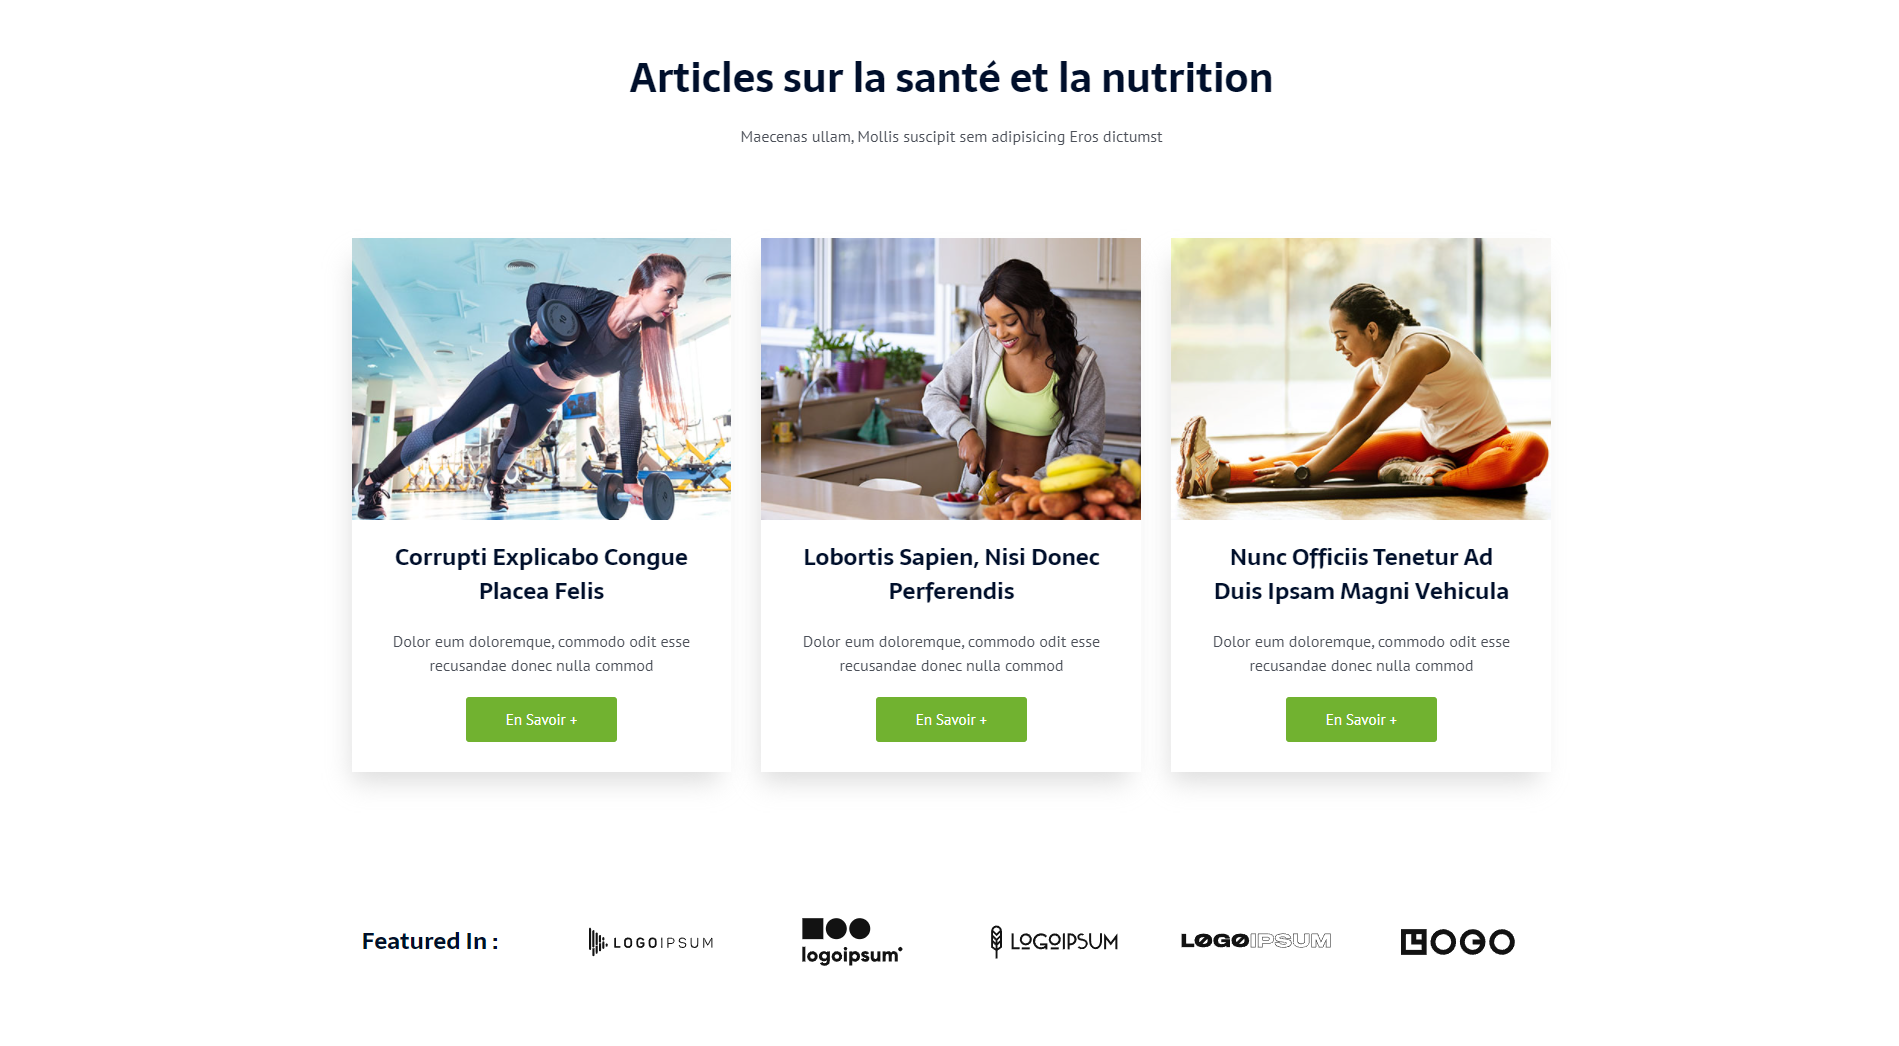 Articles sur la santé et la nutrition
Maecenas ullam, Mollis suscipit sem adipisicing Eros dictumst
Corrupti Explicabo Congue
Placea Felis
Dolor eum doloremque, commodo odit esse
recusandae donec nulla commod
En Savoir +
Lobortis Sapien, Nisi Donec
Perferendis
Dolor eum doloremque, commodo odit esse
recusandae donec nulla commod
En Savoir +
Nunc Officiis Tenetur Ad
Duis Ipsam Magni Vehicula
Dolor eum doloremque, commodo odit esse
recusandae donec nulla commod
En Savoir +
Featured In :
LOGOIPSUM
logoipsum
LOGOIPSUM
LOGOIPSUM
LOGO